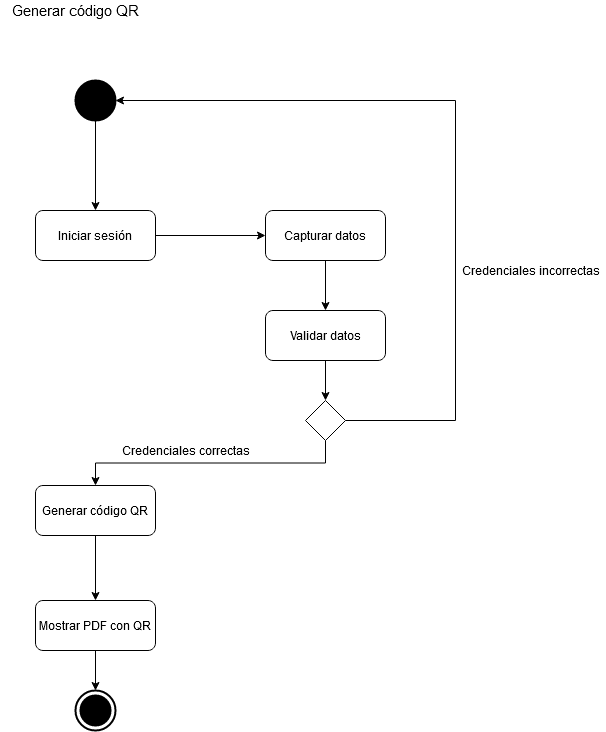 Generar código QR
Iniciar sesión
Capturar datos
Credenciales incorrectas
Validar datos
Credenciales correctas
Generar código QR
Mostrar PDF con QR